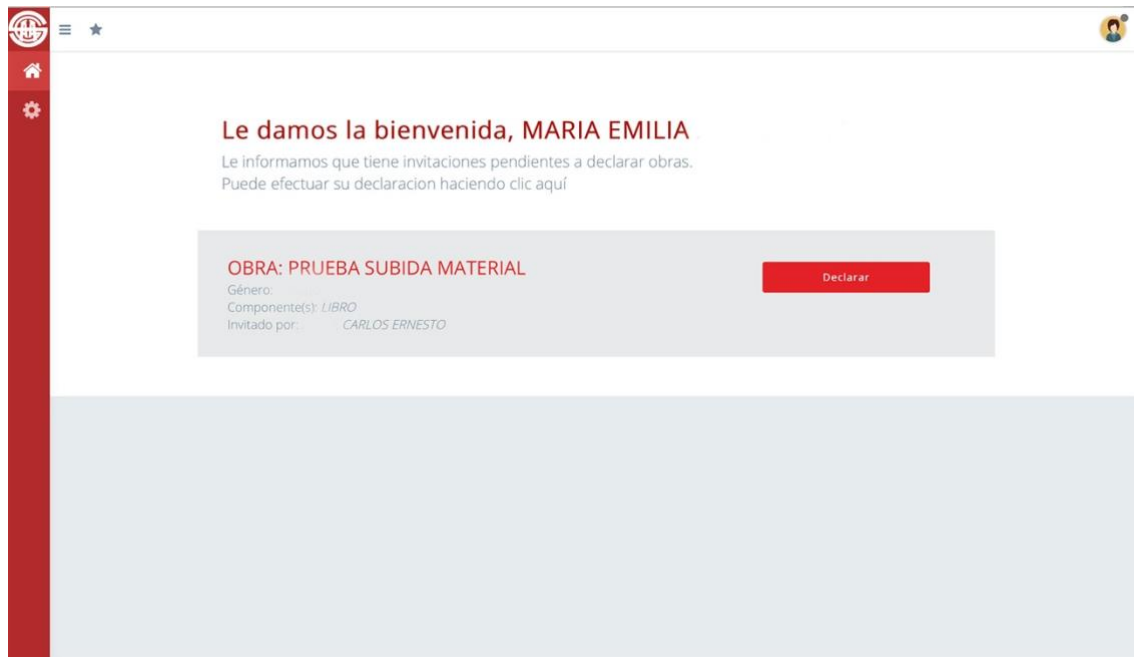 Le damos la bienvenida, MARIA EMILIA
Le informamos que tiene invitaciones pendientes a declarar obras.
Puede efectuar su declaracion haciendo clic aquí
OBRA: PRUEBA SUBIDA MATERIAL
Declarar
Género:
Componente(s): LIBRO
Invitado por: CARLOS ERNESTO